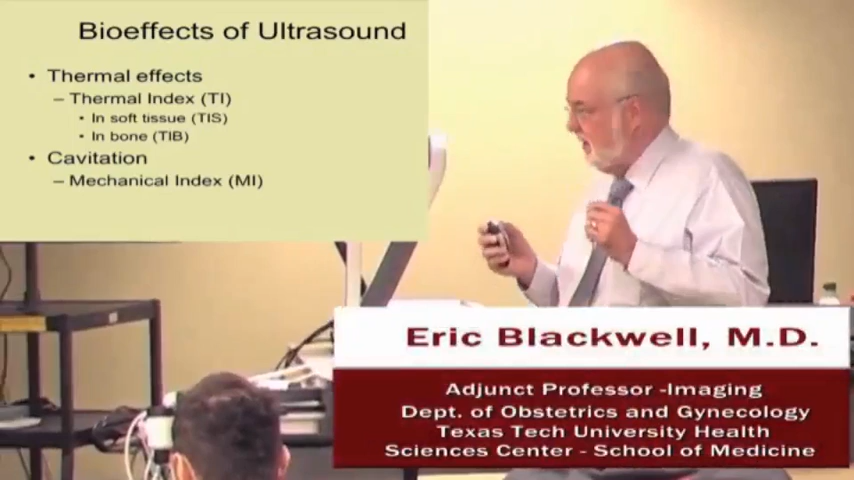 Bioeffects of Ultrasound
• Thermal effects
– Thermal Index (TI)
• In soft tissue (TIS)
• In bone (TIB)
• Cavitation
– Mechanical Index (MI)
Eric Blackwell, M.D.
Adjunct Professor -Imaging
Dept. of Obstetrics and Gynecology
Texas Tech University Health
Sciences Center - School of Medicine